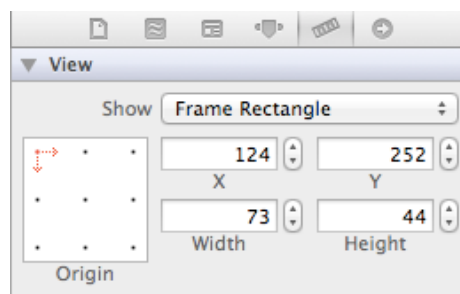 View
Show Frame Rectangle
124 252
X Y
73 44
Width Height
Origin